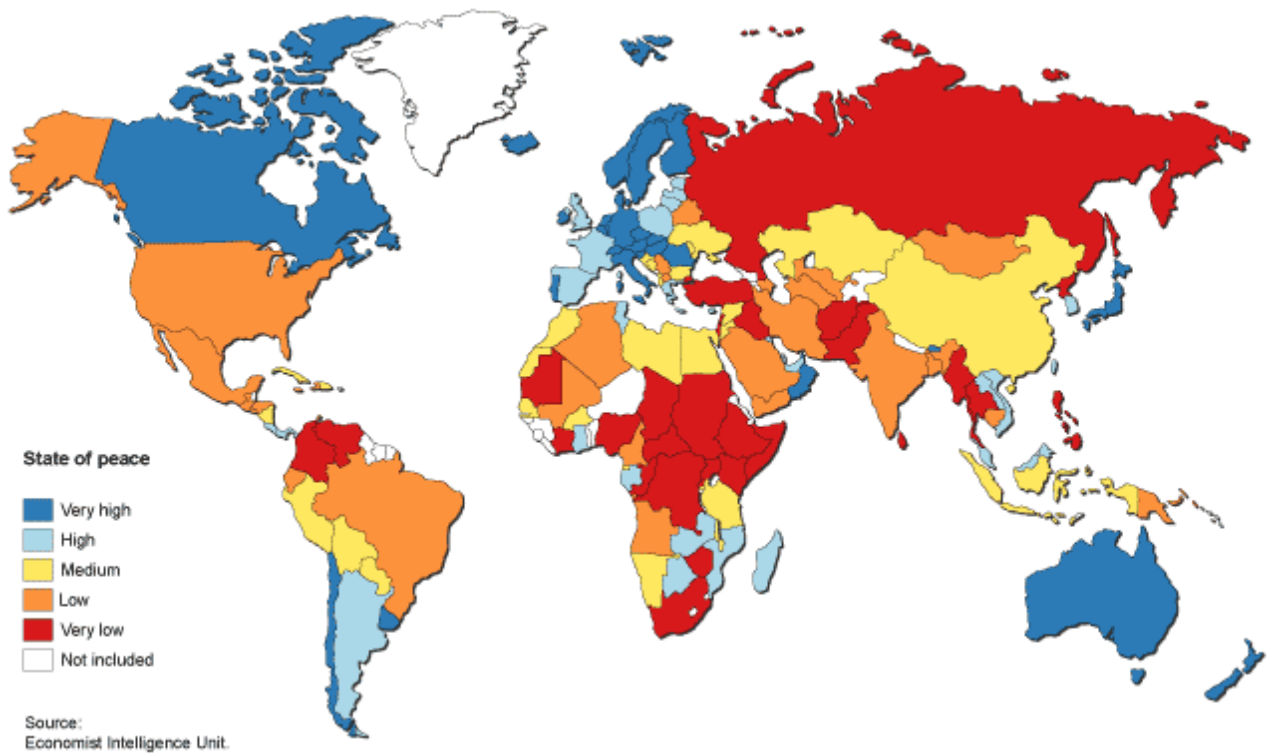 State of peace
Very high
High
Medium
Low
Very low
Not included
Source:
Economist Intelligence Unit.